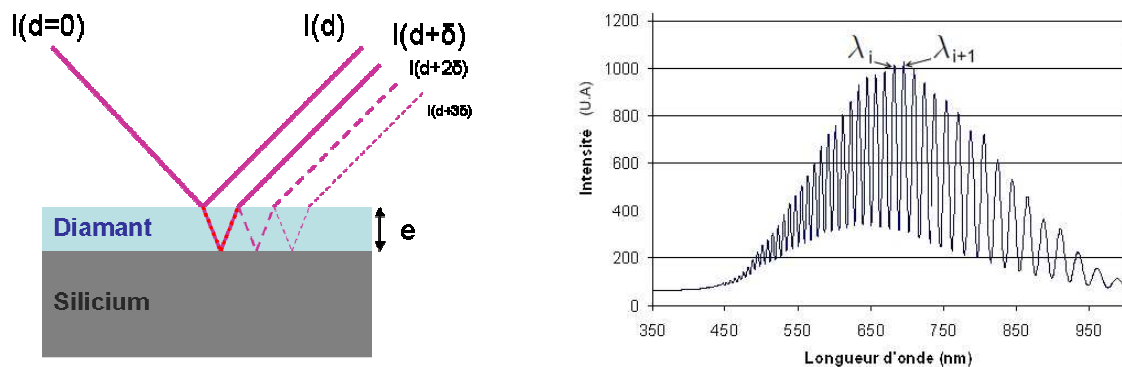 I(d=0)
I(d)
I(d+δ)
I(d+2δ)
I(d+3δ)
Diamant
e
Silicium
1200
1000
800
600
400
200
0
Intensité (U.A)
λi
λi+1
350 450 550 650 750 850 950
Longueur d'onde (nm)